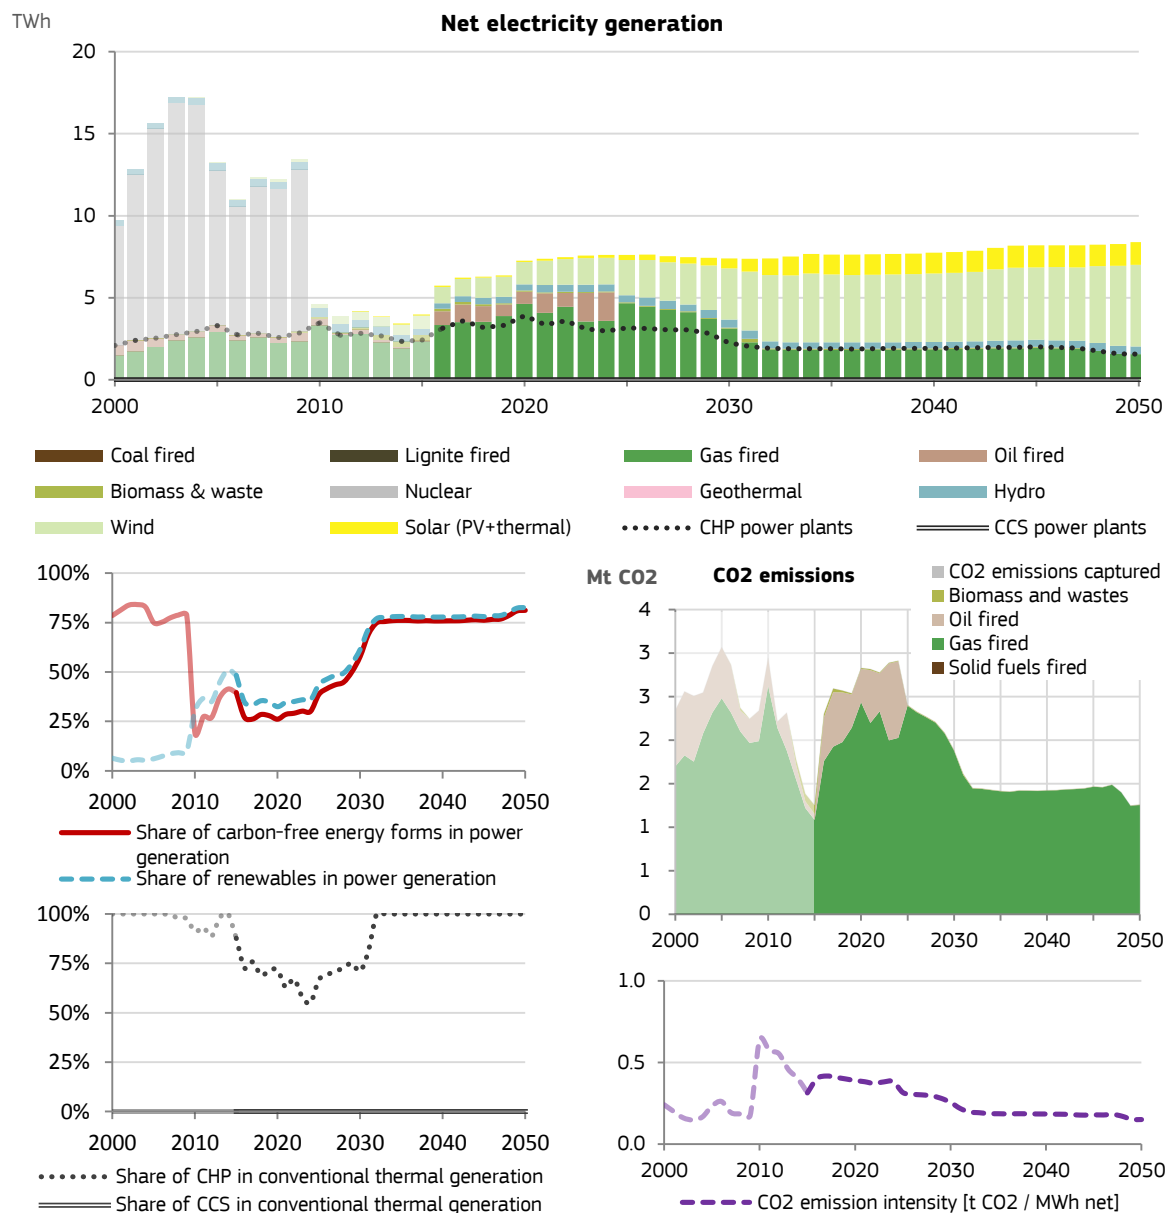 TWh
Net electricity generation
20
15
10
5
0
2000 2010 2020 2030 2040 2050
Coal fired Lignite fired Gas fired Oil fired
Biomass & waste Nuclear Geothermal Hydro
Wind Solar (PV+thermal) CHP power plants CCS power plants
100%
75%
50%
25%
0%
2000 2010 2020 2030 2040 2050
Share of carbon-free energy forms in power
generation
Share of renewables in power generation
Mt CO2
CO2 emissions
CO2 emissions captured
Biomass and wastes
Oil fired
Gas fired
Solid fuels fired
4
3
3
2
2
1
1
0
2000 2010 2020 2030 2040 2050
100%
75%
50%
25%
0%
2000 2010 2020 2030 2040 2050
Share of CHP in conventional thermal generation
Share of CCS in conventional thermal generation
1.0
0.5
0.0
2000 2010 2020 2030 2040 2050
CO2 emission intensity [t CO2 / MWh net]